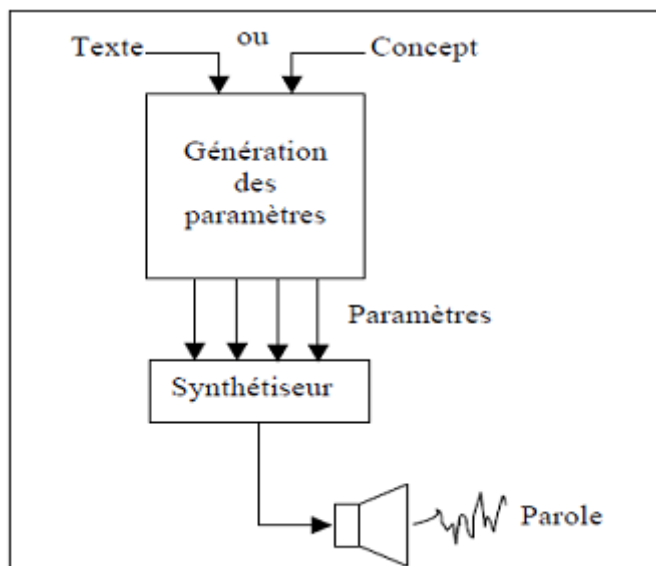 Texte ou Concept
Génération
des
paramètres
Paramètres
Synthétiseur
Parole